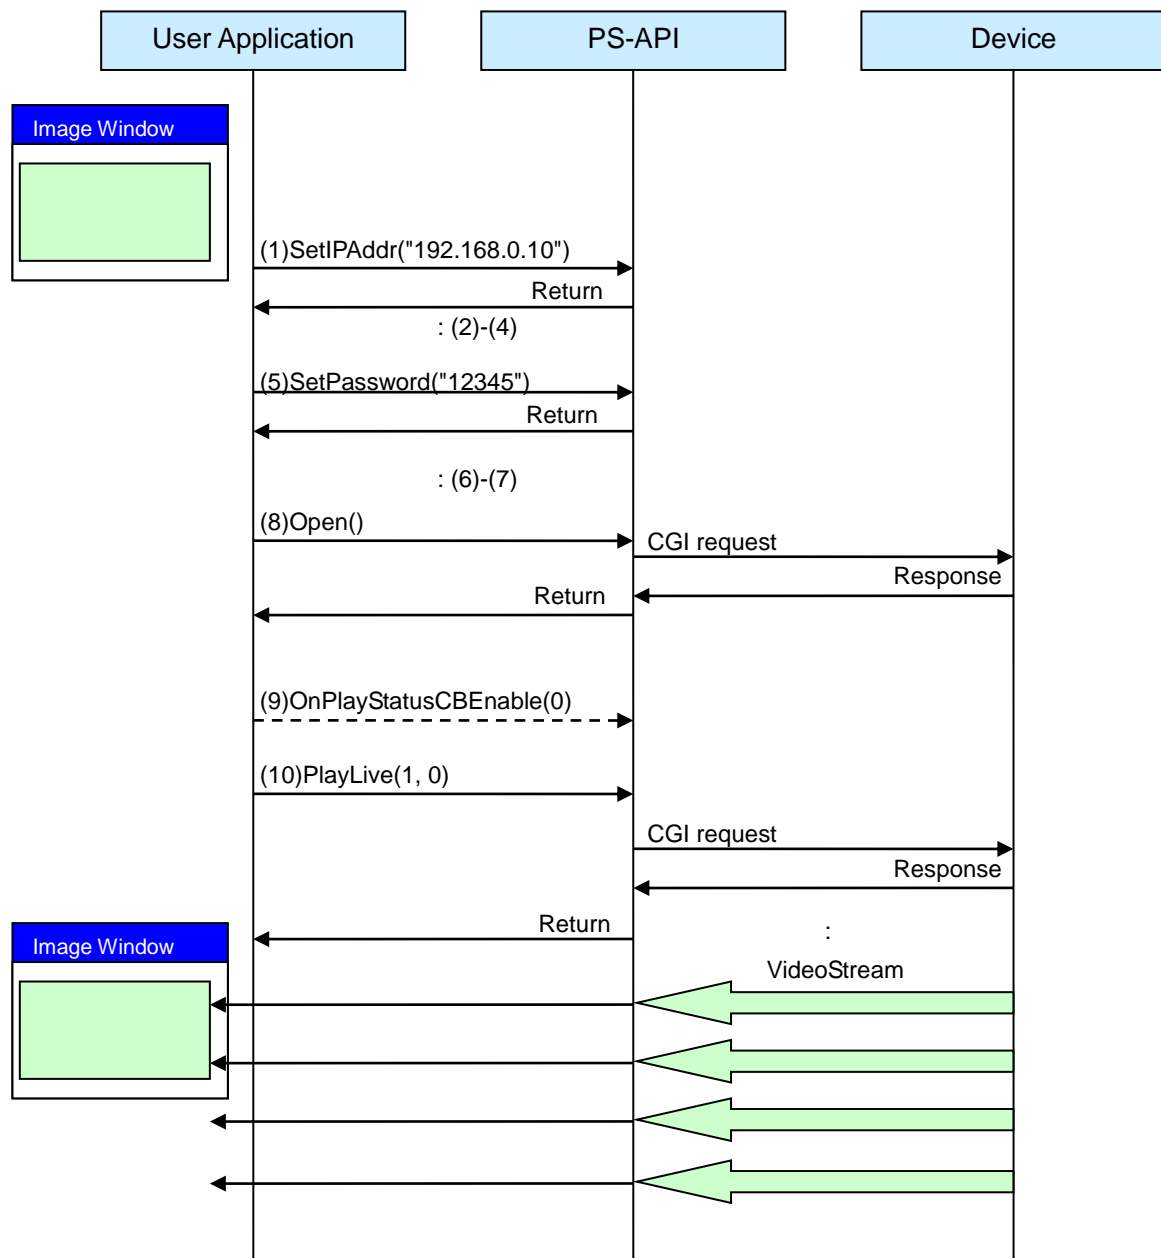 User Application
PS-API
Device
Image Window
(1)SetIPAddr("192.168.0.10")
Return
: (2)-(4)
(5)SetPassword("12345")
Return
: (6)-(7)
(8)Open()
CGI request
Response
Return
(9)OnPlayStatusCBEnable(0)
(10)PlayLive(1, 0)
CGI request
Response
Return
:
Image Window
VideoStream